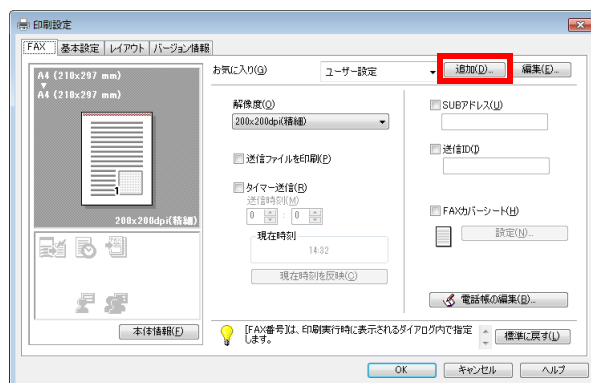 印刷設定
FAX 基本設定 レイアウト バージョン情報
A4 (210x297 mm)
A4 (210x297 mm)
1
200x200dpi(精細)
本体情報(F)
お気に入り(G) ユーザー設定 追加(D)... 編集(E)...
解像度(O)
200x200dpi(精細)
送信ファイルを印刷(P)
タイマー送信(R)
送信時刻(M)
0 : 0
現在時刻
14:32
現在時刻を反映(C)
SUBアドレス(U)
送信ID(I)
FAXカバーシート(H)
設定(N)...
電話帳の編集(B)...
[FAX番号]は、印刷実行時に表示されるダイアログ内で指定
します。
標準に戻す(L)
OK キャンセル ヘルプ